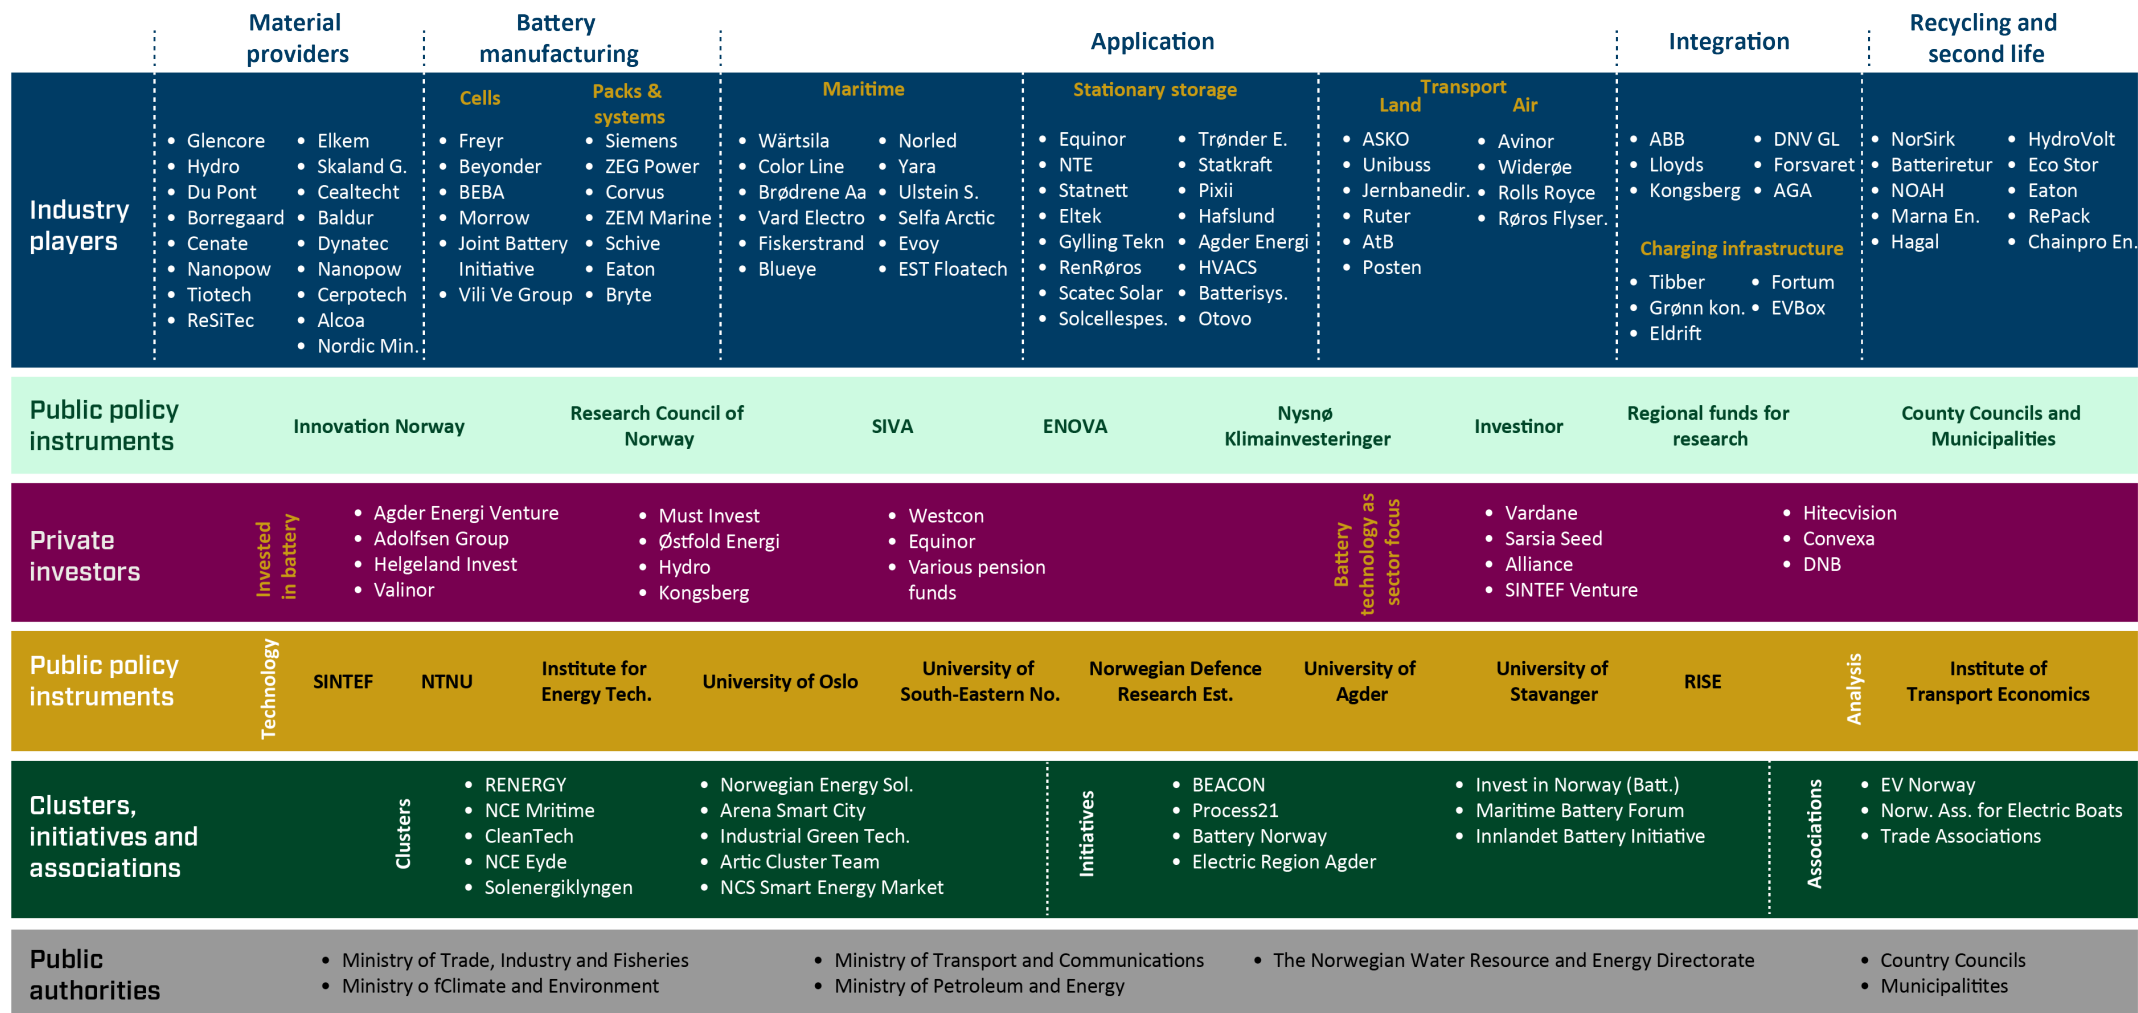 Material
providers
Battery
manufacturing
Application
Integration
Recycling and
second life
Industry
players
• Glencore
• Hydro
• Du Pont
• Borregaard
• Cenate
• Nanopow
• Tiotech
• ReSiTec
• Elkem
• Skaland G.
• Cealtecht
• Baldur
• Dynatec
• Nanopow
• Cerpotech
• Alcoa
• Nordic Min.
Cells
• Freyr
• Beyonder
• BEBA
• Morrow
• Joint Battery
Initiative
• Vili Ve Group
Packs &
systems
• Siemens
• ZEG Power
• Corvus
• ZEM Marine
• Schive
• Eaton
• Bryte
Maritime
• Wärtsila
• Color Line
• Brødrene Aa
• Vard Electro
• Fiskerstrand
• Blueye
• Norled
• Yara
• Ulstein S.
• Selfa Arctic
• Evoy
• EST Floatech
Stationary storage
• Equinor
• NTE
• Statnett
• Eltek
• Gylling Tekn
• RenRøros
• Scatec Solar
• Solcellespes.
• Trønder E.
• Statkraft
• Pixii
• Hafslund
• Agder Energi
• HVACS
• Batterisys.
• Otovo
Transport
Land
• ASKO
• Unibuss
• Jernbanedir.
• Ruter
• AtB
• Posten
Air
• Avinor
• Widerøe
• Rolls Royce
• Røros Flyser.
• ABB
• Lloyds
• Kongsberg
• DNV GL
• Forsvaret
• AGA
Charging infrastructure
• Tibber
• Grønn kon.
• Eldrift
• Fortum
• EVBox
• NorSirk
• Batteriretur
• NOAH
• Marna En.
• Hagal
• HydroVolt
• Eco Stor
• Eaton
• RePack
• Chainpro En.
Public policy
instruments
Innovation Norway
Research Council of
Norway
SIVA
ENOVA
Nysnø
Klimainvesteringer
Investinor
Regional funds for
research
County Councils and
Municipalities
Private
investors
Invested
in battery
• Agder Energi Venture
• Adolfsen Group
• Helgeland Invest
• Valinor
• Must Invest
• Østfold Energi
• Hydro
• Kongsberg
• Westcon
• Equinor
• Various pension
funds
Battery
technology as
sector focus
• Vardane
• Sarsia Seed
• Alliance
• SINTEF Venture
• Hitecvision
• Convexa
• DNB
Public policy
instruments
Technology
SINTEF
NTNU
Institute for
Energy Tech.
University of Oslo
University of
South-Eastern No.
Norwegian Defence
Research Est.
University of
Agder
University of
Stavanger
RISE
Analysis
Institute of
Transport Economics
Clusters,
initiatives and
associations
Clusters
• RENERGY
• NCE Mritime
• CleanTech
• NCE Eyde
• Solenergiklyngen
• Norwegian Energy Sol.
• Arena Smart City
• Industrial Green Tech.
• Artic Cluster Team
• NCS Smart Energy Market
Initiatives
• BEACON
• Process21
• Battery Norway
• Electric Region Agder
• Invest in Norway (Batt.)
• Maritime Battery Forum
• Innlandet Battery Initiative
Associations
• EV Norway
• Norw. Ass. for Electric Boats
• Trade Associations
Public
authorities
• Ministry of Trade, Industry and Fisheries
• Ministry o fClimate and Environment
• Ministry of Transport and Communications
• Ministry of Petroleum and Energy
• The Norwegian Water Resource and Energy Directorate
• Country Councils
• Municipalitites